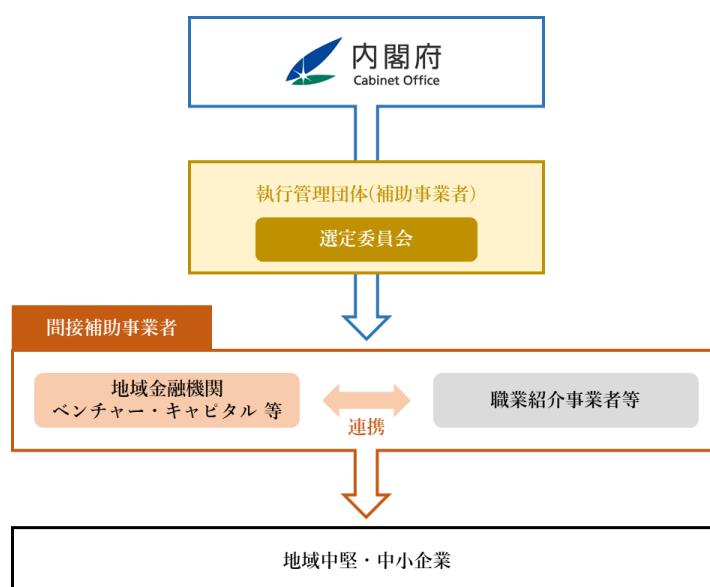 内閣府
Cabinet Office
執行管理団体(補助事業者)
選定委員会
間接補助事業者
地域金融機関
ベンチャー・キャピタル 等
連携
職業紹介事業者等
地域中堅・中小企業